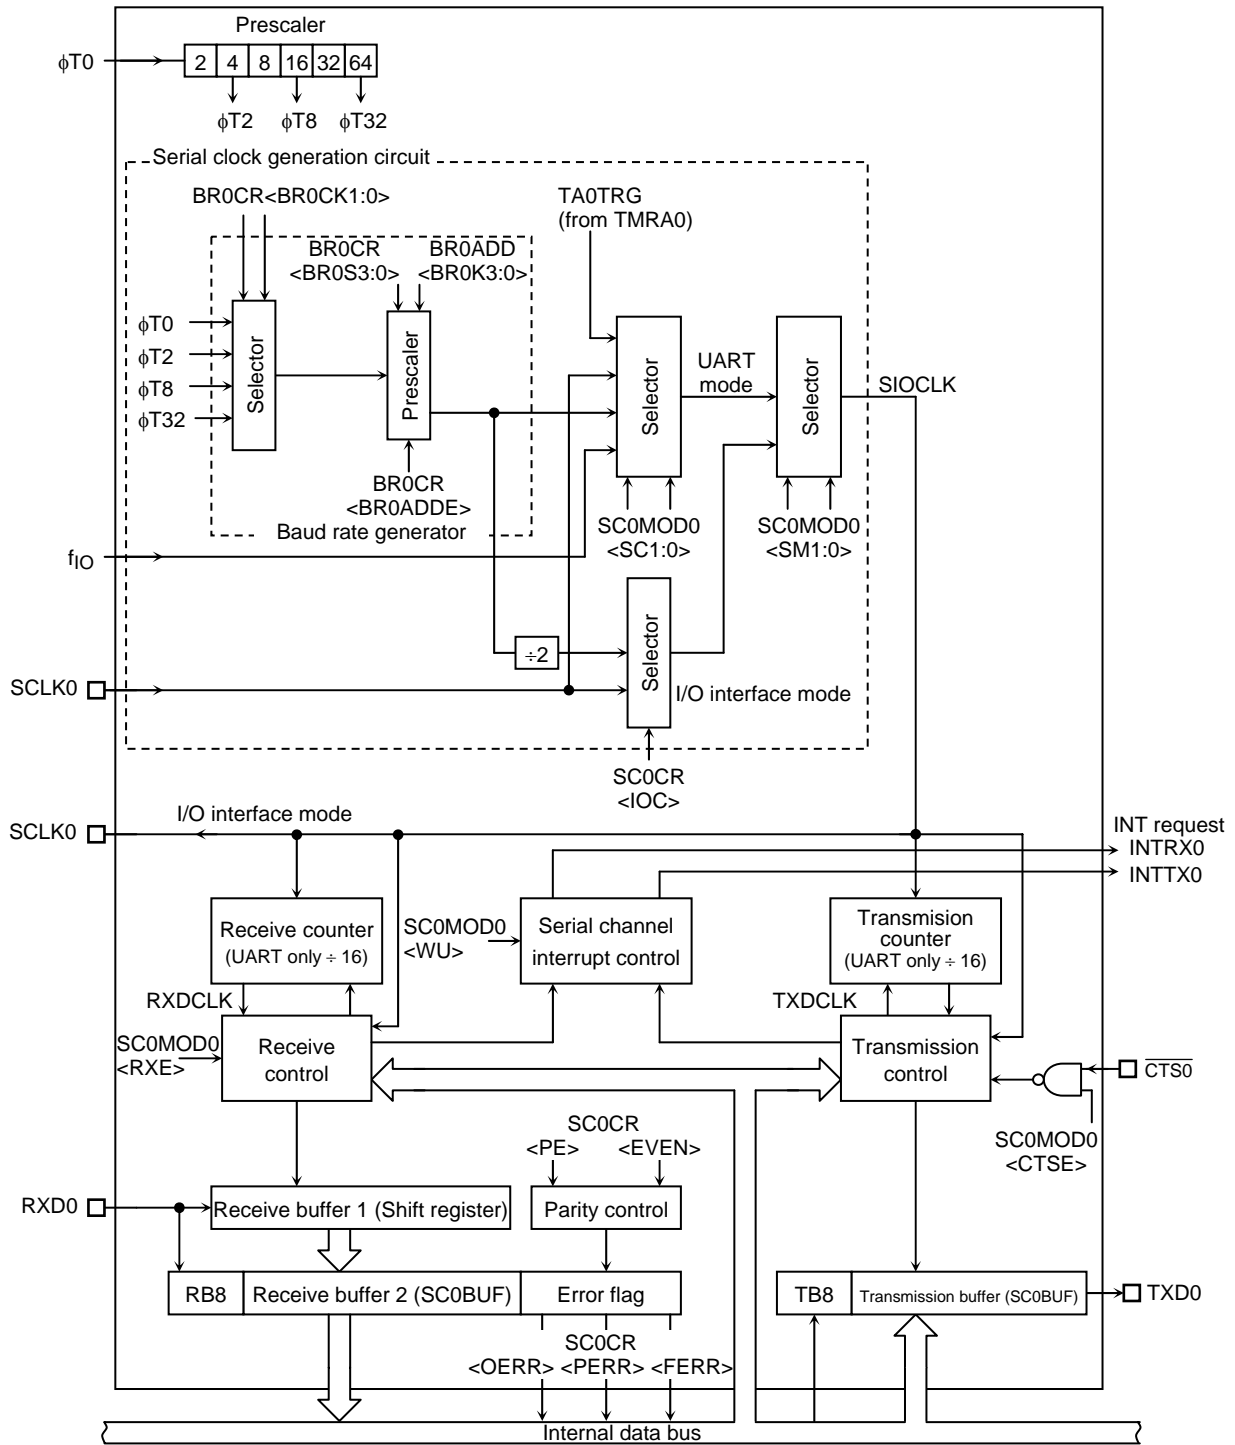 Prescaler
ϕT0
2 4 8 16 32 64
ϕT2 ϕT8 ϕT32
Serial clock generation circuit
BR0CR<BR0CK1:0>
TA0TRG
(from TMRA0)
BR0CR
<BR0S3:0>
BR0ADD
<BR0K3:0>
ϕT0
ϕT2
ϕT8
ϕT32
Selector
Prescaler
Selector
UART
mode
Selector
SIOCLK
BR0CR
<BR0ADDE>
Baud rate generator
SC0MOD0
<SC1:0>
SC0MOD0
<SM1:0>
fIO
÷2
Selector
SCLK0
I/O interface mode
SC0CR
<IOC>
SCLK0
I/O interface mode
INT request
INTRX0
INTTX0
Receive counter
(UART only ÷ 16)
SC0MOD0
<WU>
Serial channel
interrupt control
Transmision
counter
(UART only ÷ 16)
RXDCLK
TXDCLK
SC0MOD0
<RXE>
Receive
control
Transmission
control
CTS0
SC0MOD0
<CTSE>
SC0CR
<PE> <EVEN>
RXD0
Receive buffer 1 (Shift register)
Parity control
RB8
Receive buffer 2 (SC0BUF)
Error flag
TB8
Transmission buffer (SC0BUF)
TXD0
SC0CR
<OERR> <PERR> <FERR>
Internal data bus